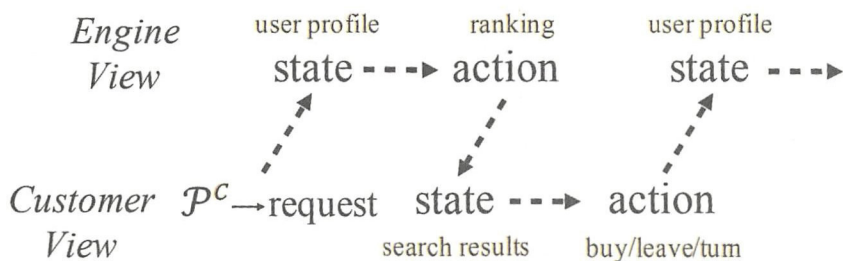 Engine View
user profile ranking user profile
state action state
Customer View
𝒫ᶜ request state action
search results buy/leave/tum